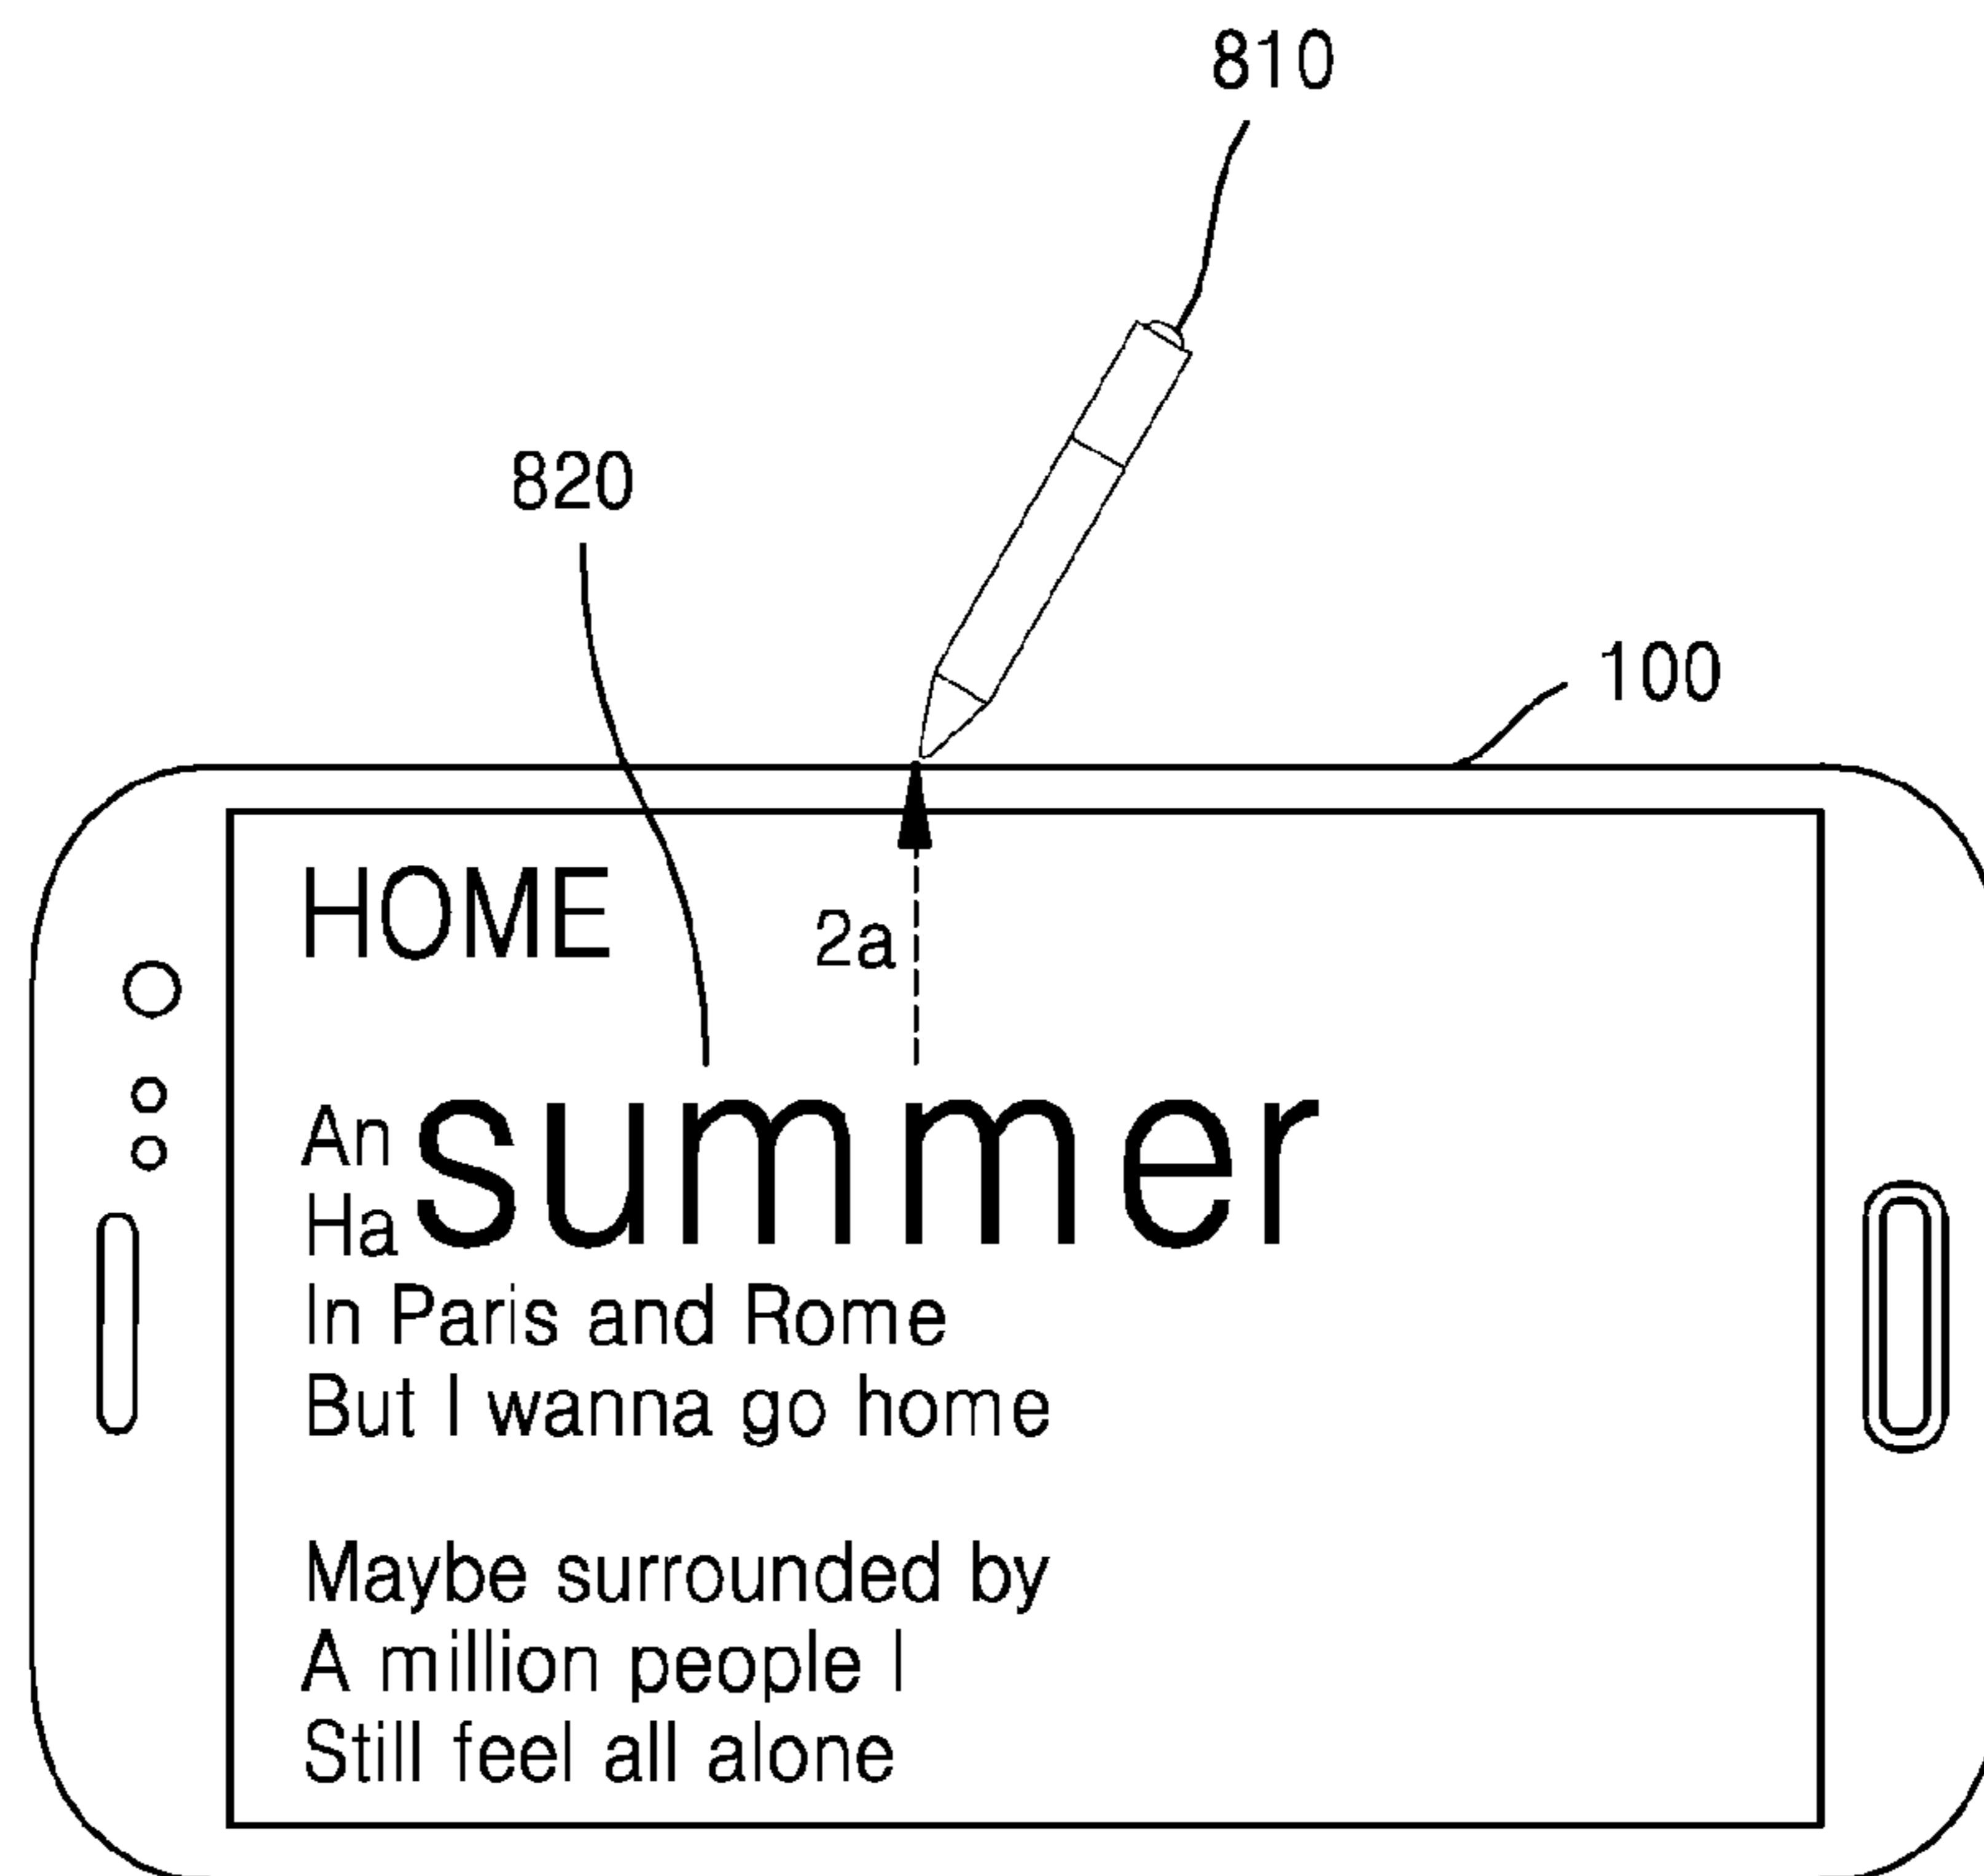 810
820
100
HOME
2a
An summer
Ha
In Paris and Rome
But I wanna go home
Maybe surrounded by
A million people I
Still feel all alone